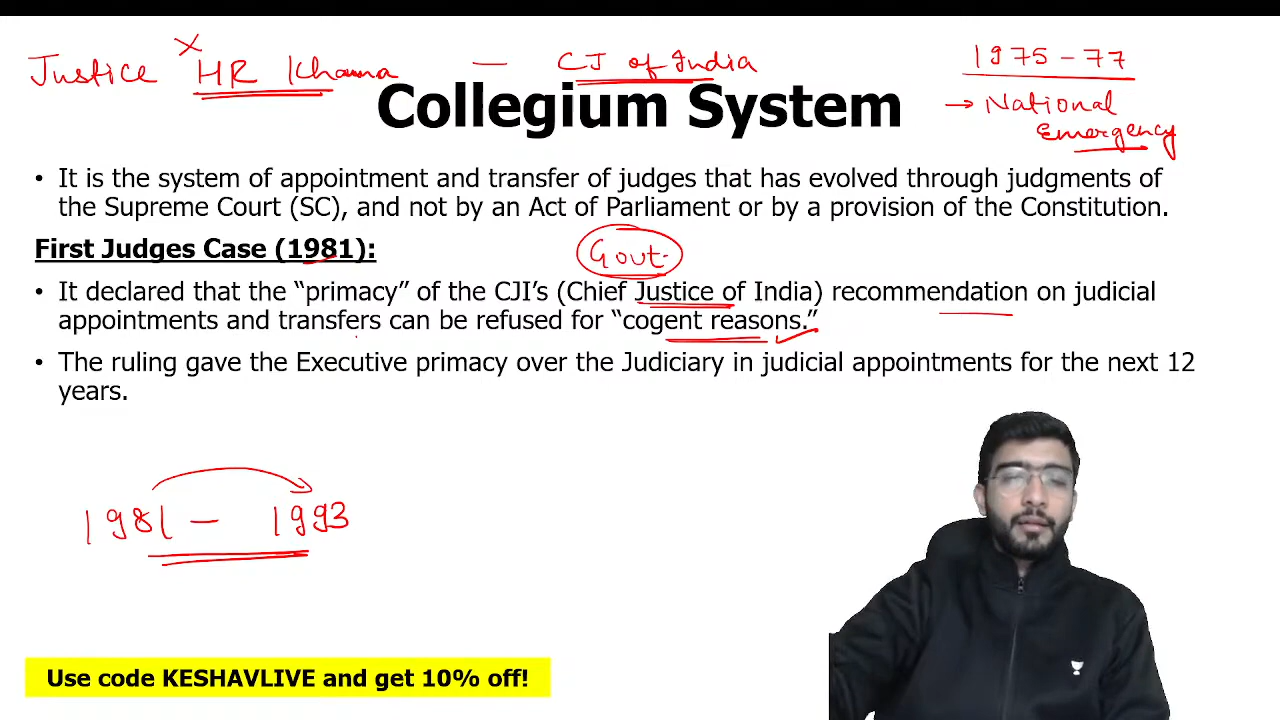 Justice HR Khanna — CJ of India
1975 - 77
→ National
Emergency
Collegium System
• It is the system of appointment and transfer of judges that has evolved through judgments of
the Supreme Court (SC), and not by an Act of Parliament or by a provision of the Constitution.
First Judges Case (1981):
Govt.
• It declared that the “primacy” of the CJI’s (Chief Justice of India) recommendation on judicial
appointments and transfers can be refused for “cogent reasons.”
• The ruling gave the Executive primacy over the Judiciary in judicial appointments for the next 12
years.
1981 — 1993
Use code KESHAVLIVE and get 10% off!